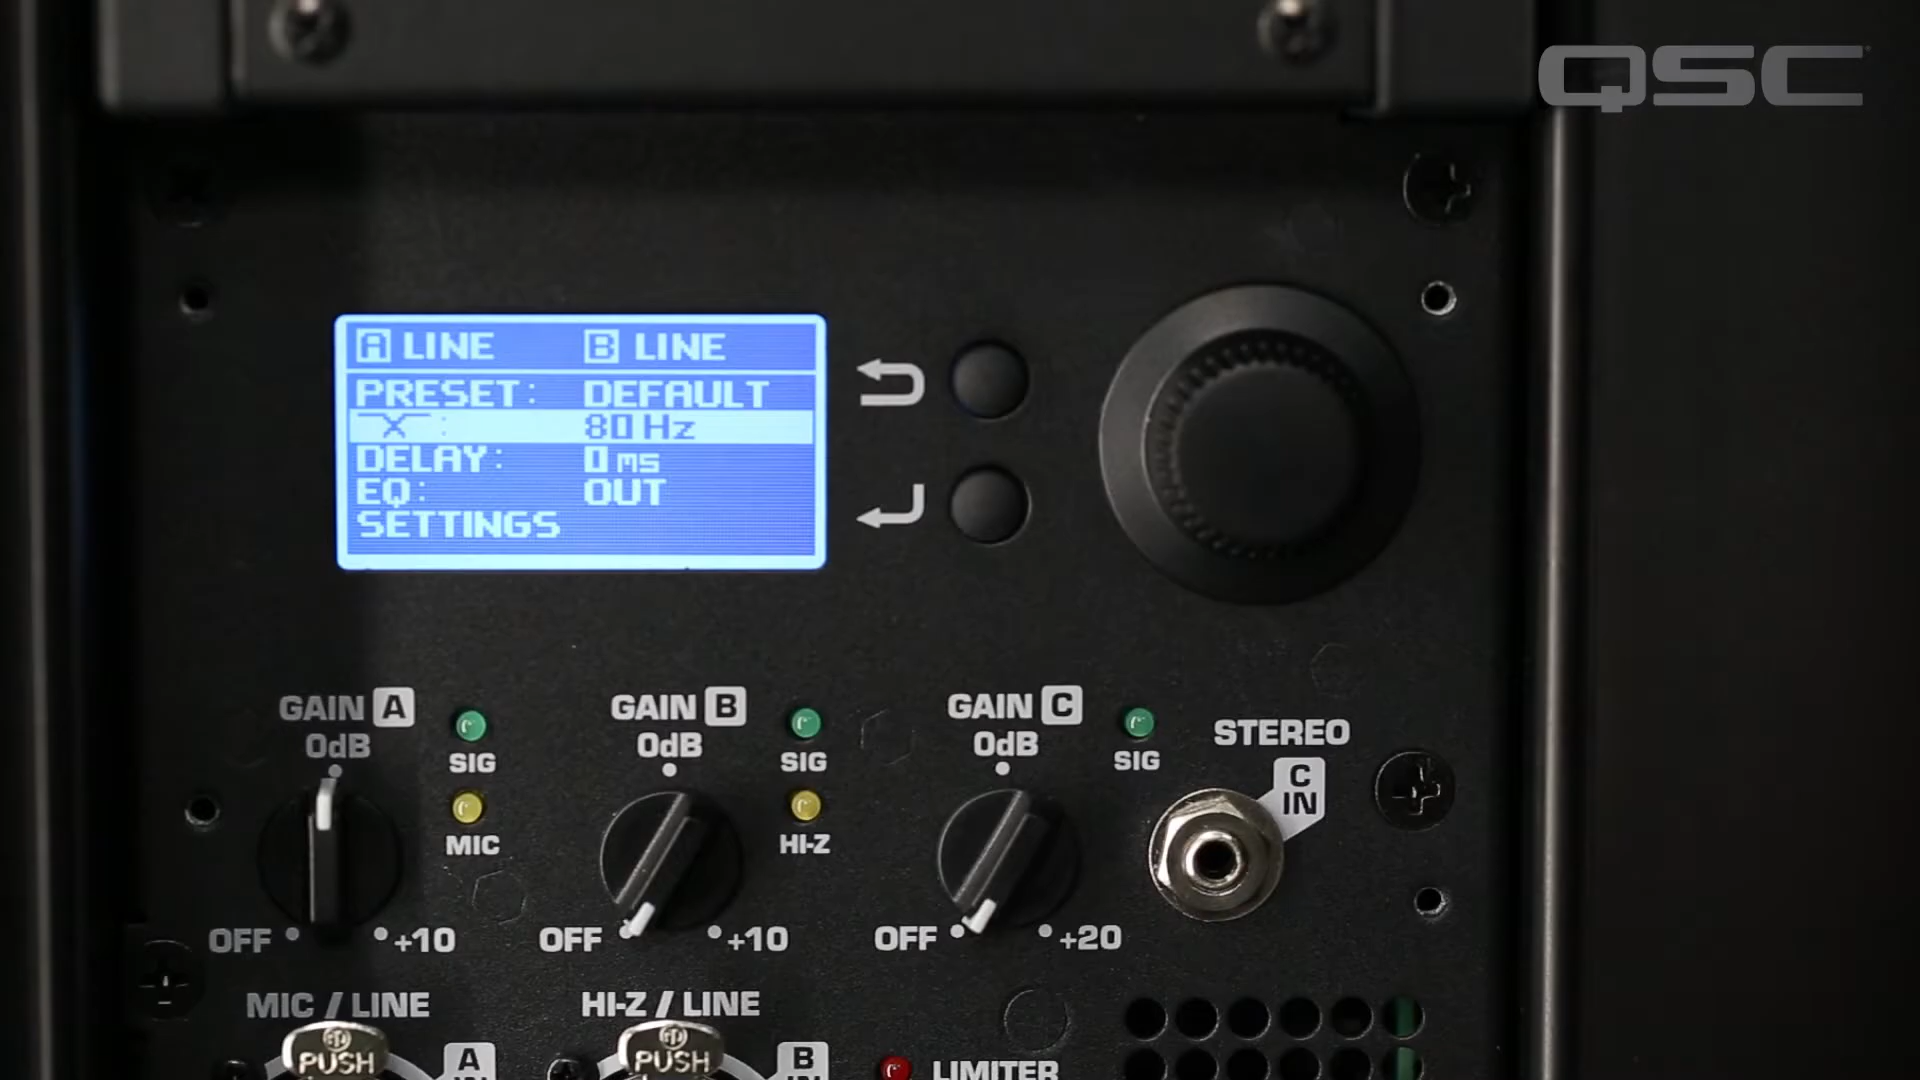 QSC
A LINE B LINE
PRESET: DEFAULT
: 80 Hz
DELAY: 0 ms
EQ: OUT
SETTINGS
GAIN A
0dB
SIG
MIC
OFF +10
GAIN B
0dB
SIG
HI-Z
OFF +10
GAIN C
0dB
SIG
OFF +20
STEREO
C
IN
MIC / LINE
PUSH
A
HI-Z / LINE
PUSH
B
LIMITER